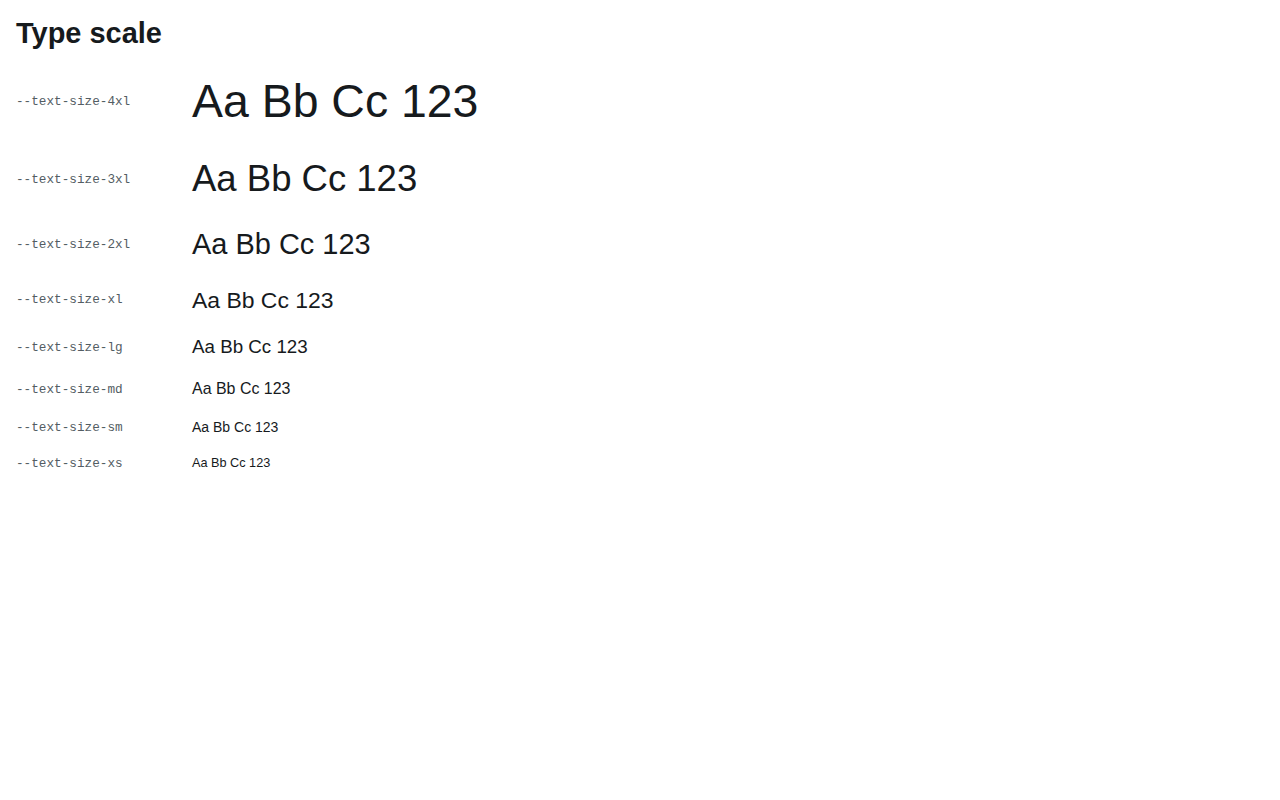 Type scale
--text-size-4xl Aa Bb Cc 123
--text-size-3xl Aa Bb Cc 123
--text-size-2xl Aa Bb Cc 123
--text-size-xl Aa Bb Cc 123
--text-size-lg Aa Bb Cc 123
--text-size-md Aa Bb Cc 123
--text-size-sm Aa Bb Cc 123
--text-size-xs Aa Bb Cc 123